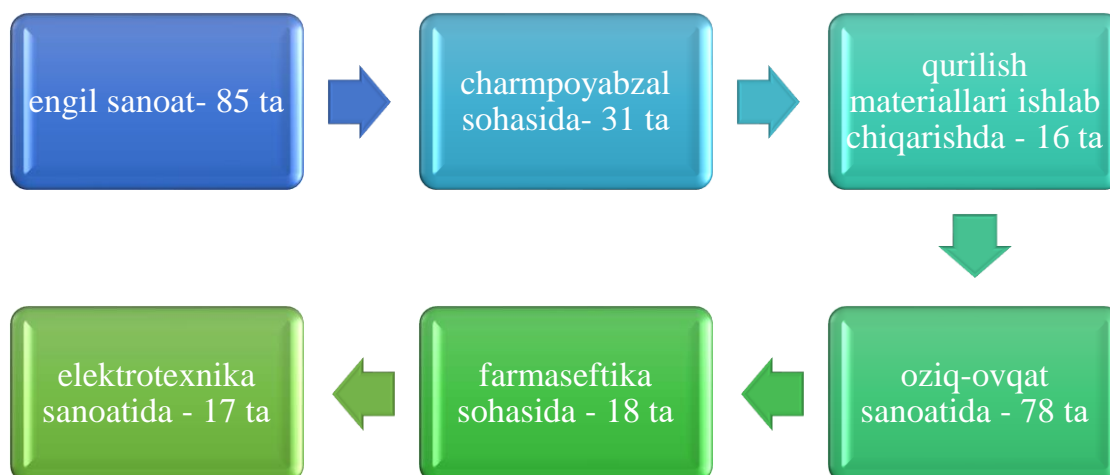 engil sanoat- 85 ta
charmpoyabzal
sohasida- 31 ta
qurilish
materiallari ishlab
chiqarishda - 16 ta
oziq-ovqat
sanoatida - 78 ta
farmaseftika
sohasida - 18 ta
elektrotexnika
sanoatida - 17 ta